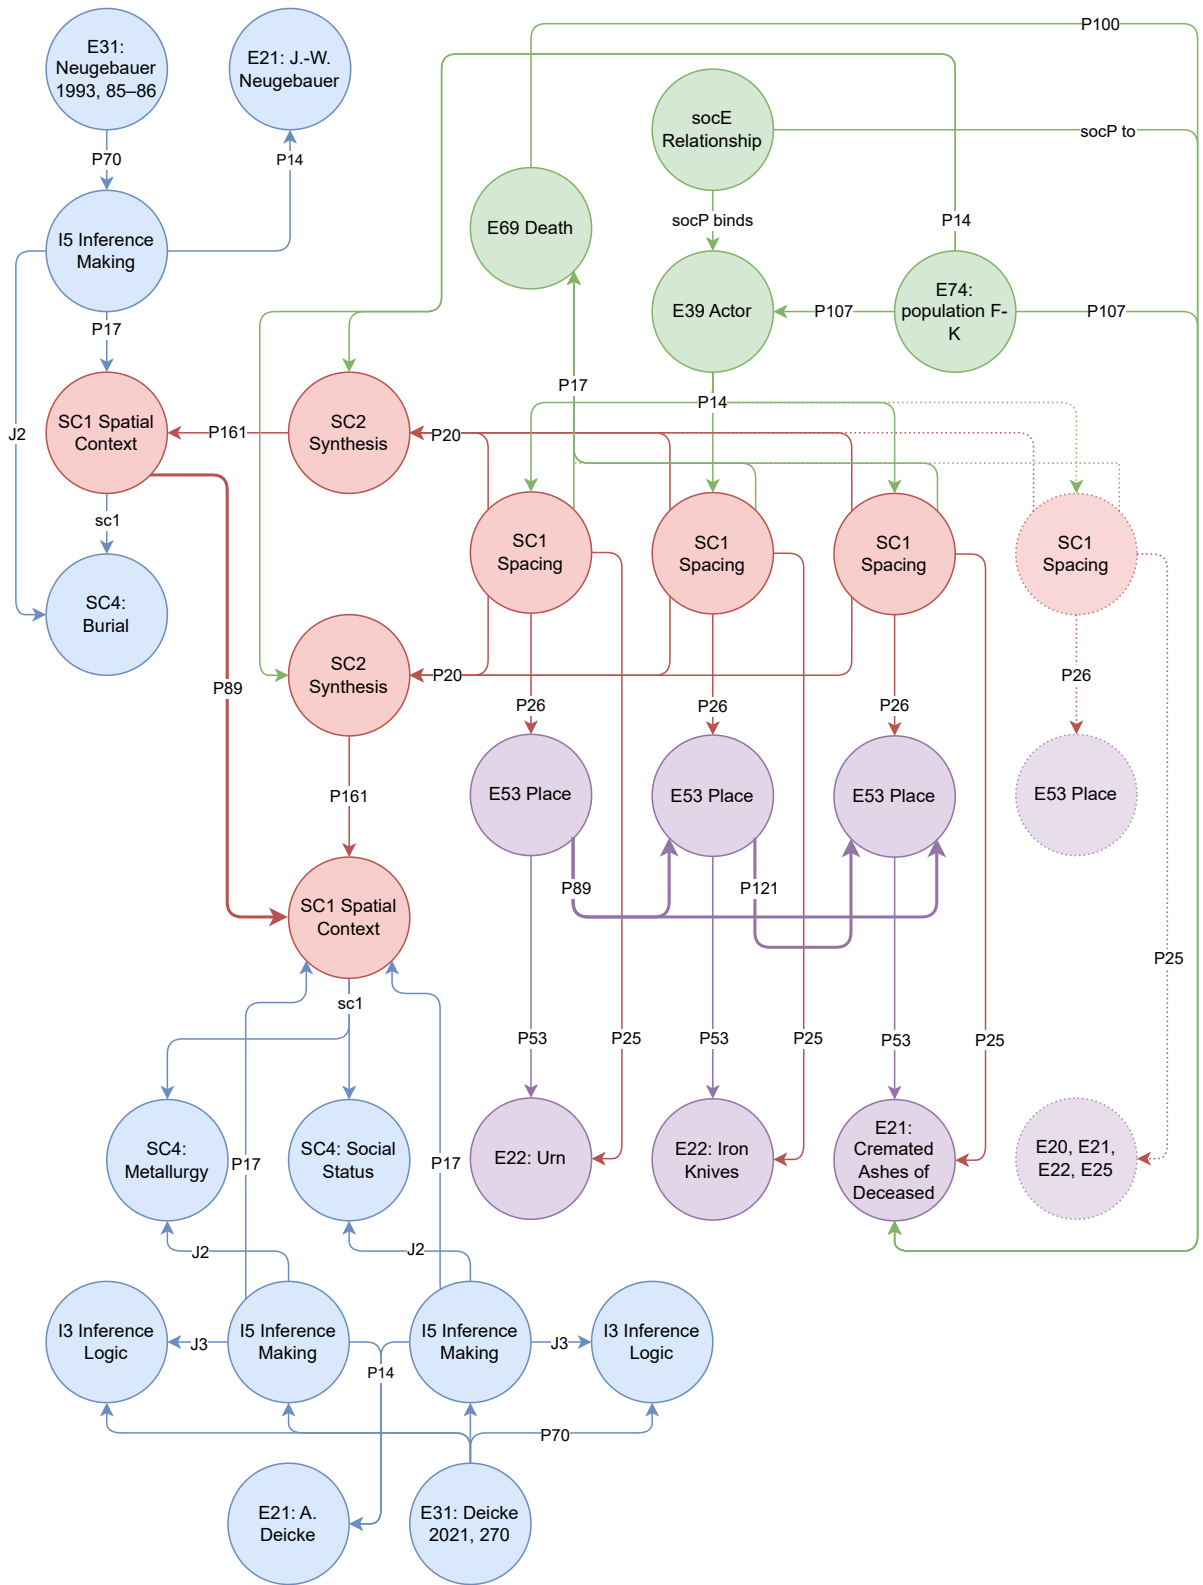 P100
E31:
Neugebauer
1993, 85–86
E21: J.-W.
Neugebauer
socE
Relationship
socP to
P70
P14
E69 Death
socP binds
P14
I5 Inference
Making
E39 Actor
P107
E74:
population F-
K
P107
P17
P17
P14
J2
SC1 Spatial
Context
P161
SC2
Synthesis
P20
sc1
SC1
Spacing
SC1
Spacing
SC1
Spacing
SC1
Spacing
SC4:
Burial
P89
SC2
Synthesis
P20
P26
P26
P26
P26
P161
E53 Place
E53 Place
E53 Place
E53 Place
P89
P121
SC1 Spatial
Context
P25
sc1
P53
P25
P53
P25
P53
P25
SC4:
Metallurgy
P17
SC4: Social
Status
P17
E22: Urn
E22: Iron
Knives
E21:
Cremated
Ashes of
Deceased
E20, E21,
E22, E25
J2
J2
I3 Inference
Logic
J3
I5 Inference
Making
P14
I5 Inference
Making
J3
I3 Inference
Logic
P70
E21: A.
Deicke
E31: Deicke
2021, 270